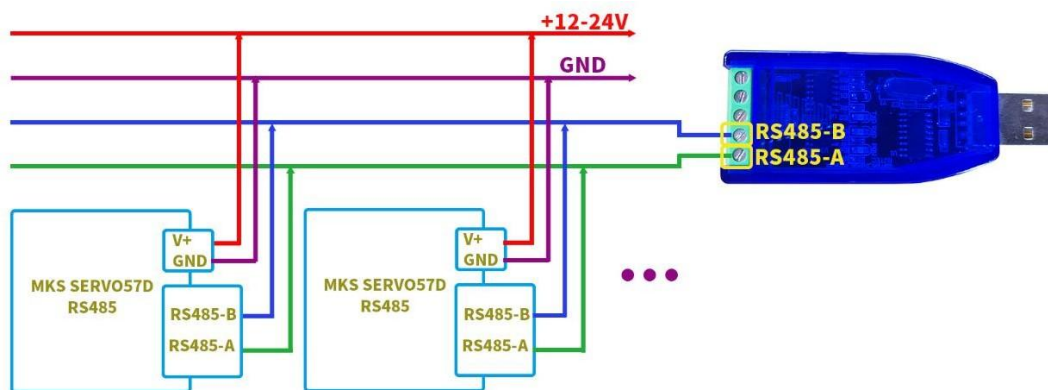 +12-24V
GND
RS485-B
RS485-A
V+
GND
MKS SERVO57D
RS485
RS485-B
RS485-A
V+
GND
MKS SERVO57D
RS485
RS485-B
RS485-A